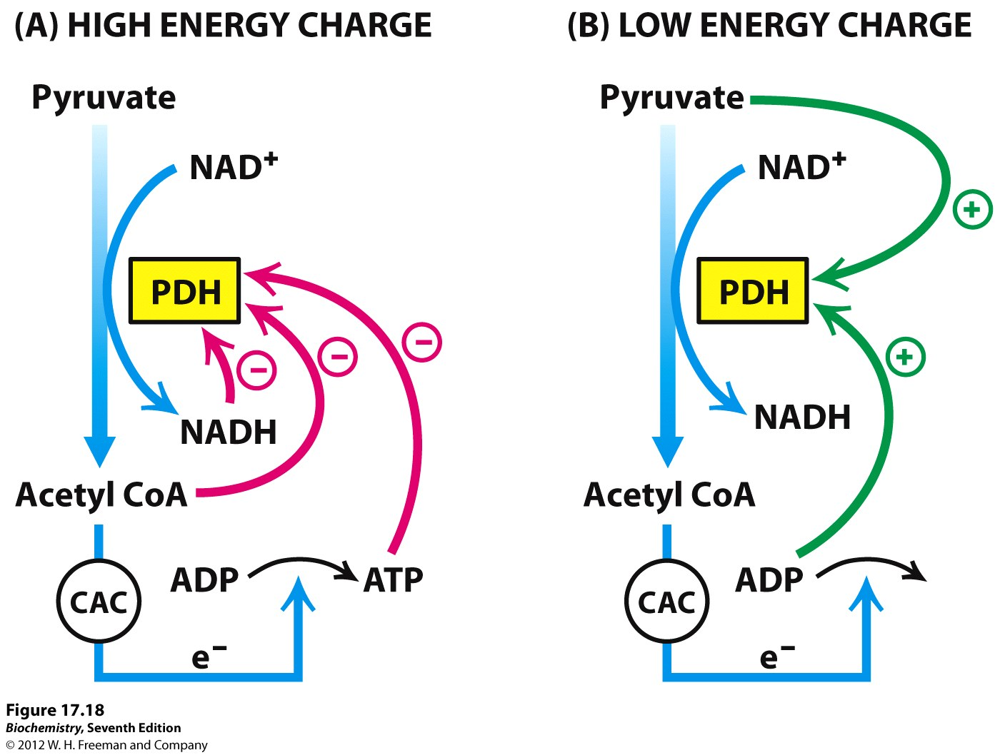 (A) HIGH ENERGY CHARGE
Pyruvate
NAD⁺
PDH
−
−
−
NADH
Acetyl CoA
ADP
ATP
CAC
e⁻
(B) LOW ENERGY CHARGE
Pyruvate
NAD⁺
+
PDH
+
NADH
Acetyl CoA
ADP
CAC
e⁻
Figure 17.18
Biochemistry, Seventh Edition
© 2012 W. H. Freeman and Company